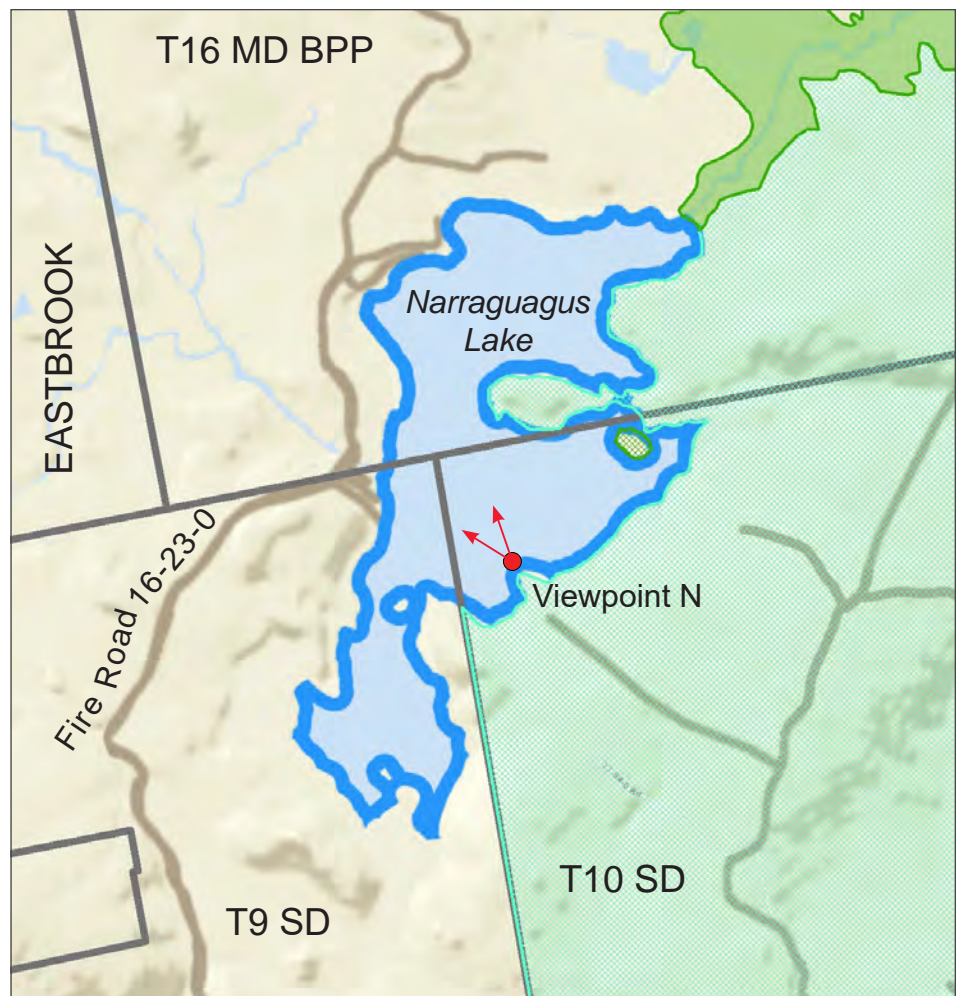 T16 MD BPP
EASTBROOK
Narraguagus
Lake
Fire Road 16-23-0
Viewpoint N
T10 SD
T9 SD